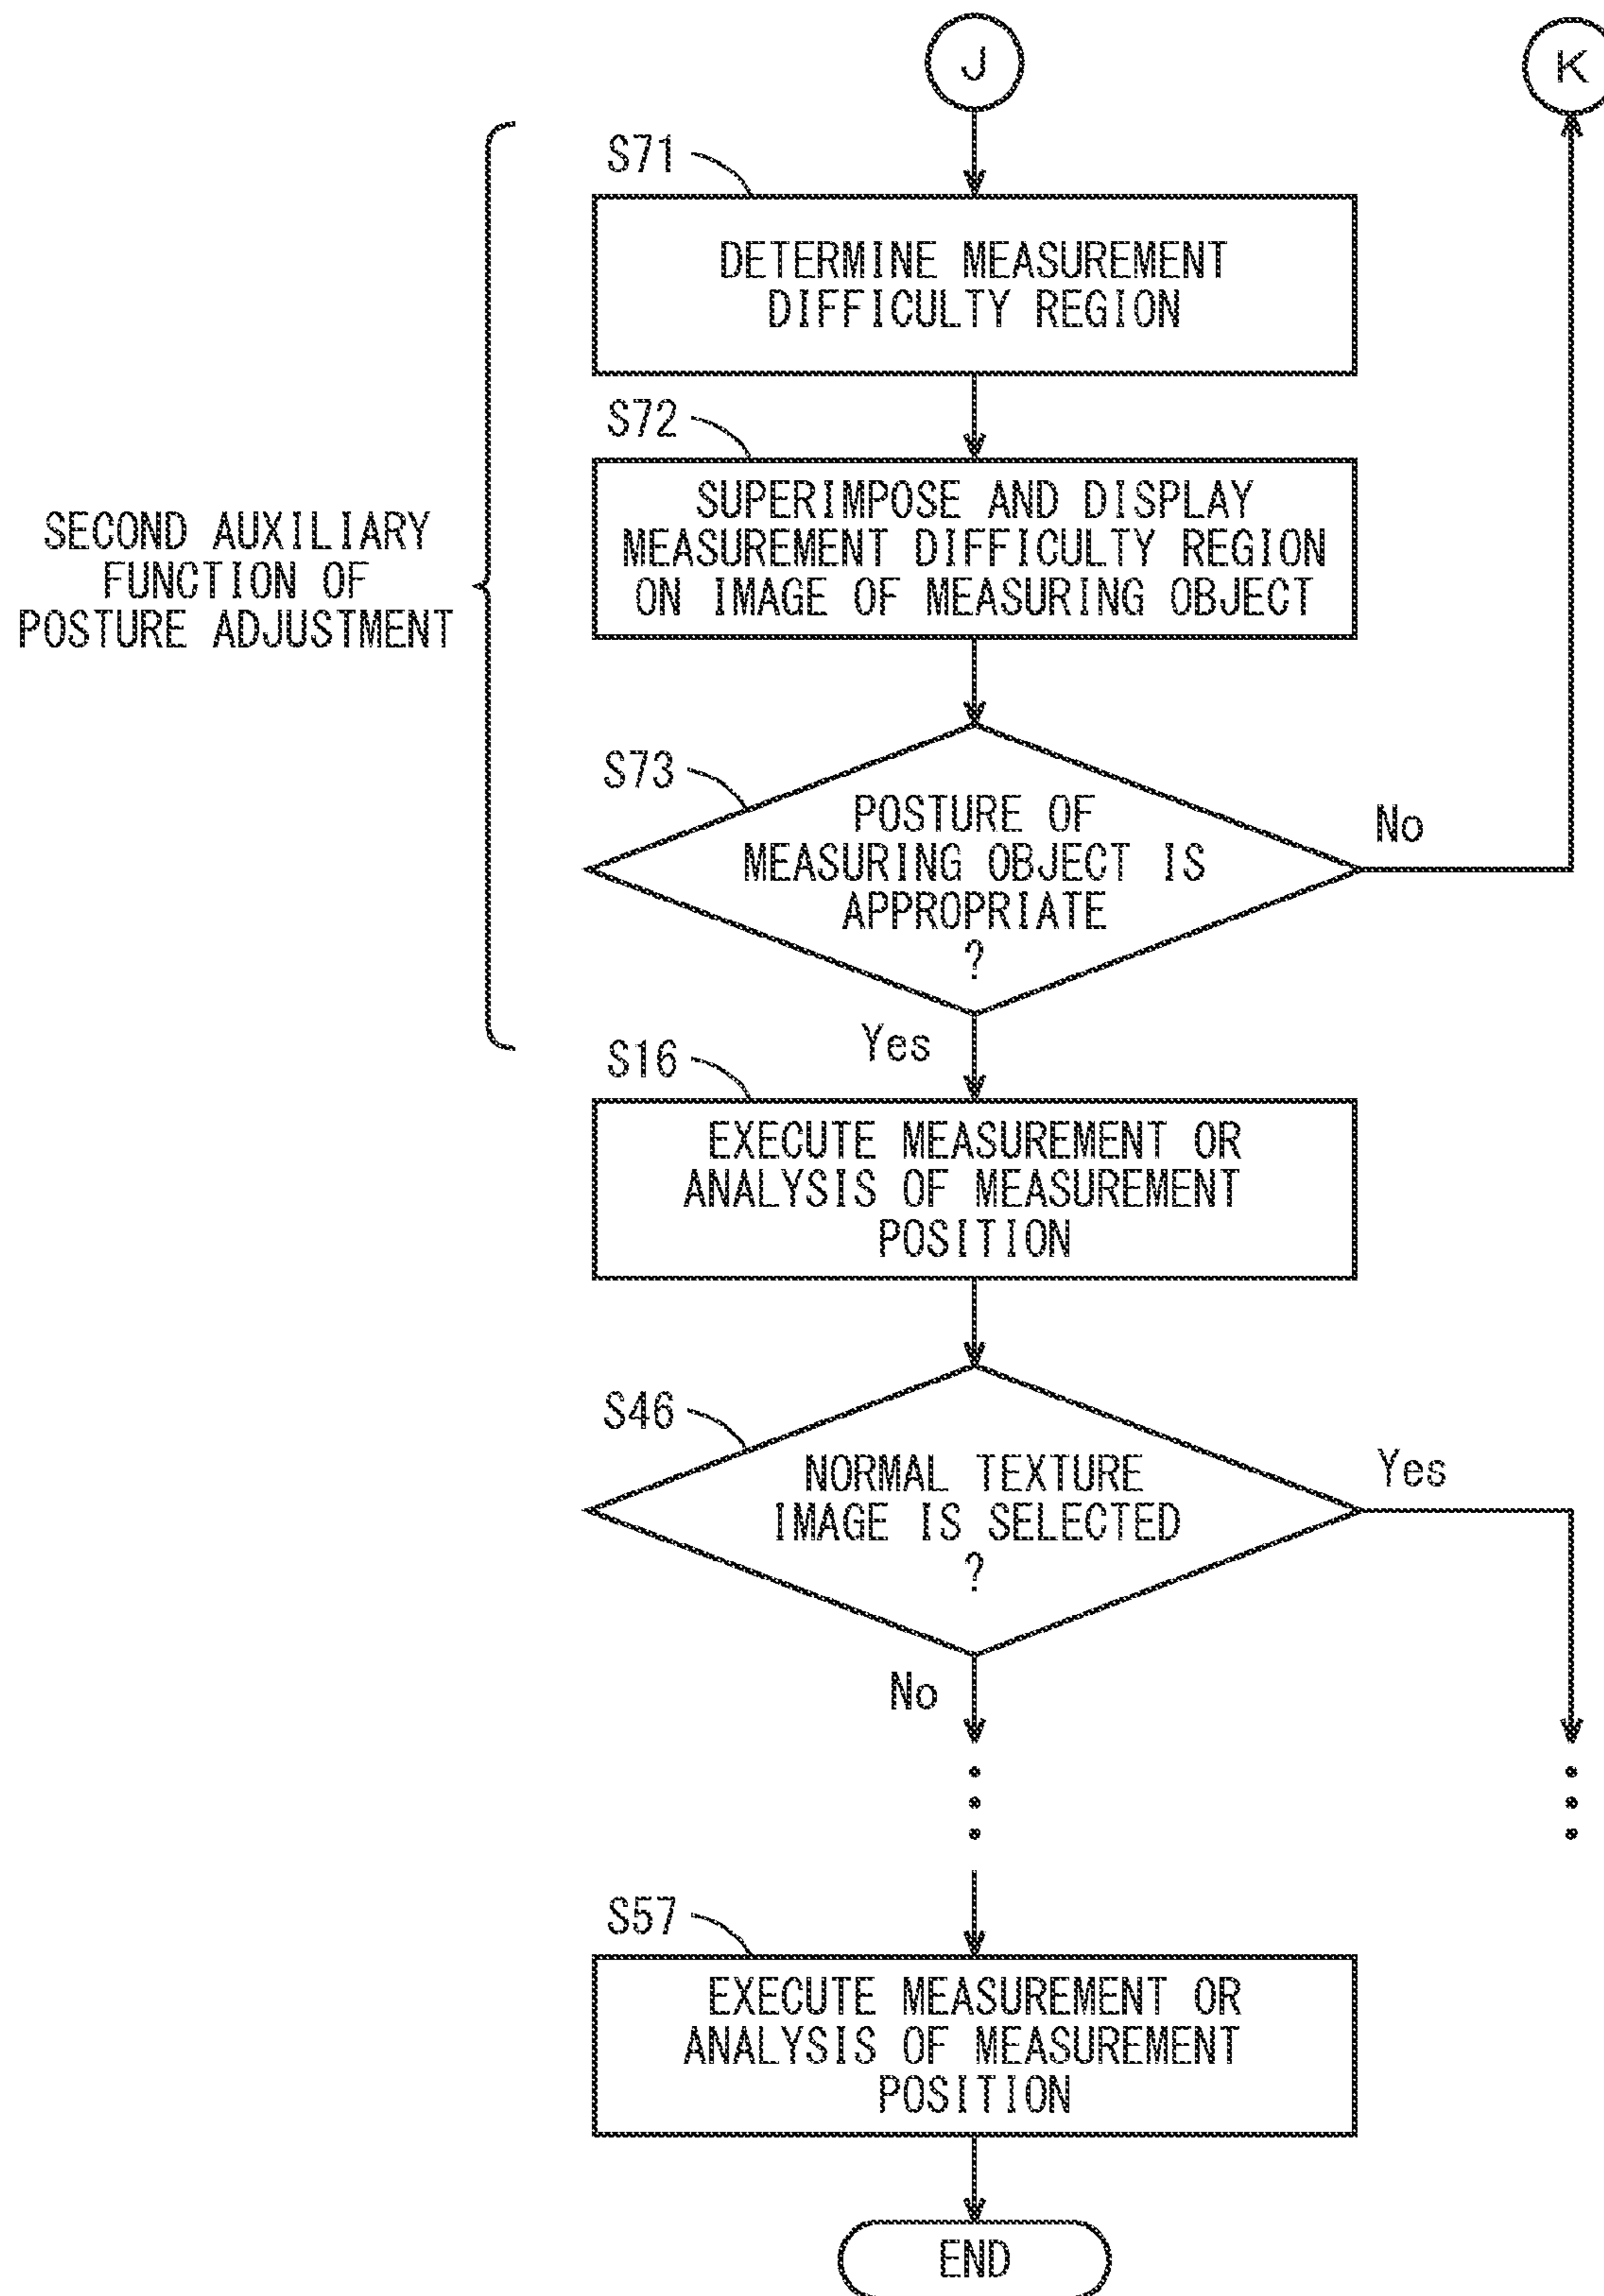 J
K
S71
DETERMINE MEASUREMENT
DIFFICULTY REGION
S72
SUPERIMPOSE AND DISPLAY
MEASUREMENT DIFFICULTY REGION
ON IMAGE OF MEASURING OBJECT
SECOND AUXILIARY
FUNCTION OF
POSTURE ADJUSTMENT
S73
POSTURE OF
MEASURING OBJECT IS
APPROPRIATE
?
No
Yes
S16
EXECUTE MEASUREMENT OR
ANALYSIS OF MEASUREMENT
POSITION
S46
NORMAL TEXTURE
IMAGE IS SELECTED
?
Yes
No
S57
EXECUTE MEASUREMENT OR
ANALYSIS OF MEASUREMENT
POSITION
END